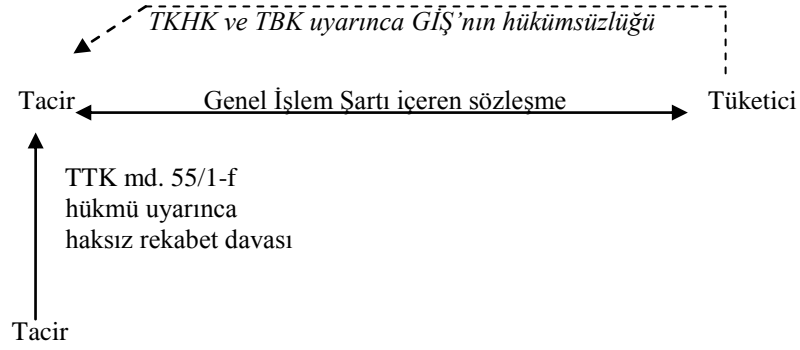 TKHK ve TBK uyarınca GİŞ’nın hükümsüzlüğü
Tacir Genel İşlem Şartı içeren sözleşme Tüketici
TTK md. 55/1-f
hükmü uyarınca
haksız rekabet davası
Tacir